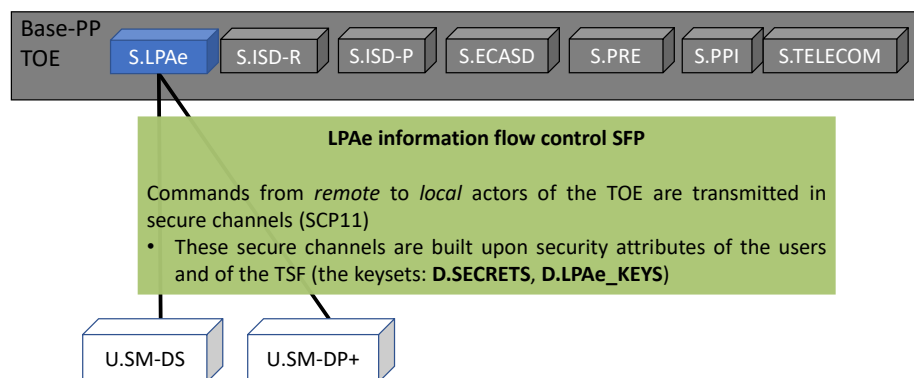 Base-PP
TOE
S.LPAe S.ISD-R S.ISD-P S.ECASD S.PRE S.PPI S.TELECOM
LPAe information flow control SFP
Commands from remote to local actors of the TOE are transmitted in
secure channels (SCP11)
• These secure channels are built upon security attributes of the users
and of the TSF (the keysets: D.SECRETS, D.LPAe_KEYS)
U.SM-DS U.SM-DP+